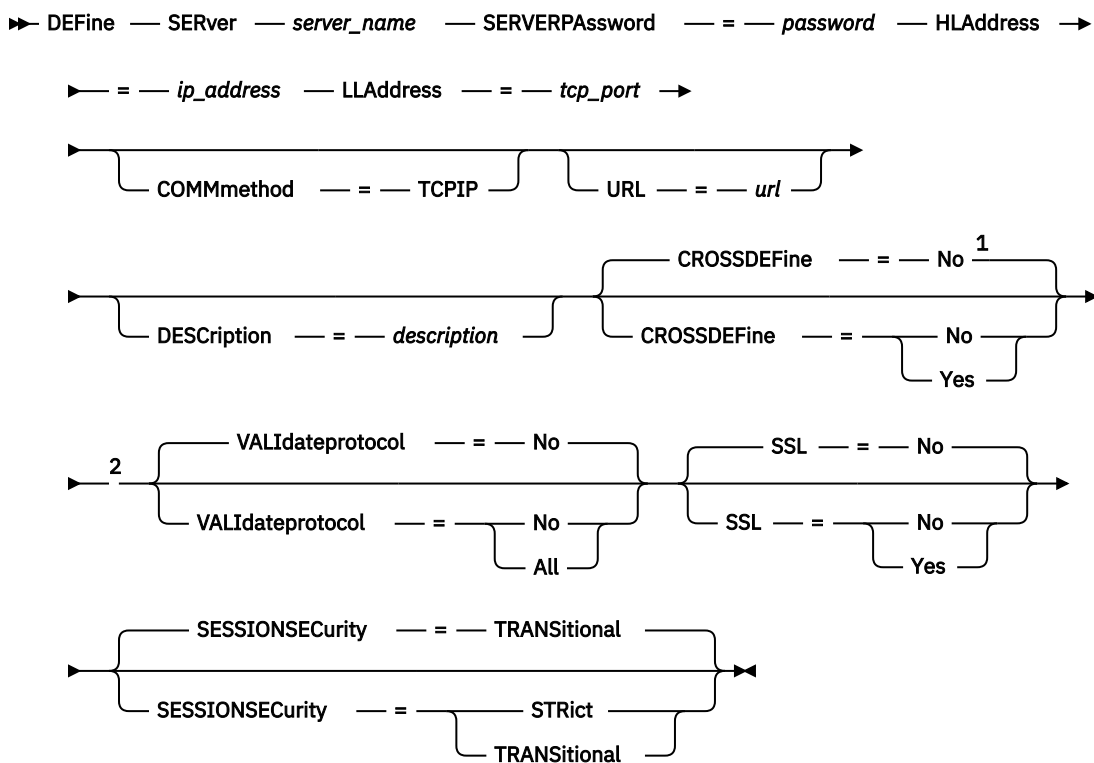 DEFine SERver server_name SERVERPAssword = password HLAddress
= ip_address LLAddress = tcp_port
COMMmethod = TCPIP URL = url
CROSSDEFine = No 1
DESCription = description CROSSDEFine = No
Yes
2
VALIdateprotocol = No SSL = No
VALIdateprotocol = No SSL = No
All Yes
SESSIONSECurity = TRANSitional
SESSIONSECurity = STRict
TRANSitional